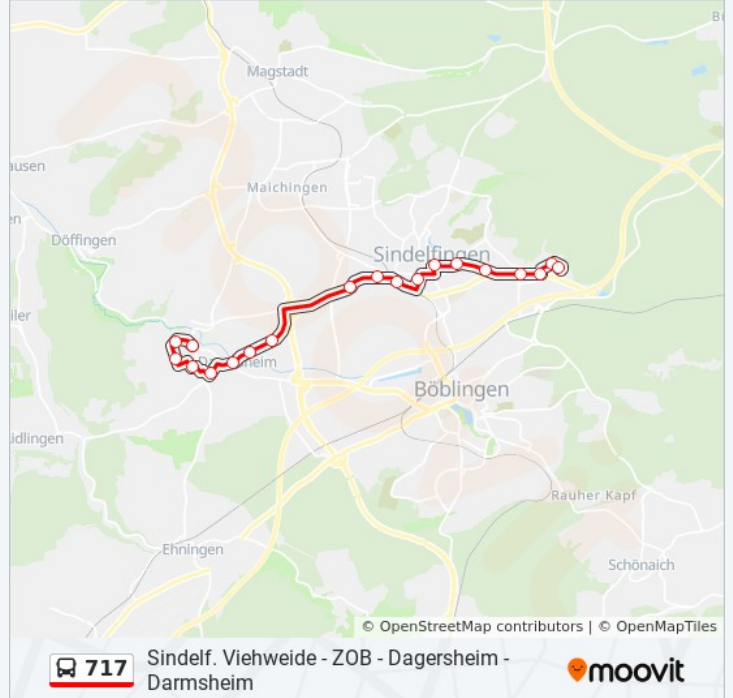 Magstadt
Maichingen
Döffingen
Sindelfingen
Böblingen
Rauher Kapf
Ehningen
Schönaich
© OpenStreetMap contributors | © OpenMapTiles
717
Sindelf. Viehweide - ZOB - Dagersheim -
Darmsheim
moovit